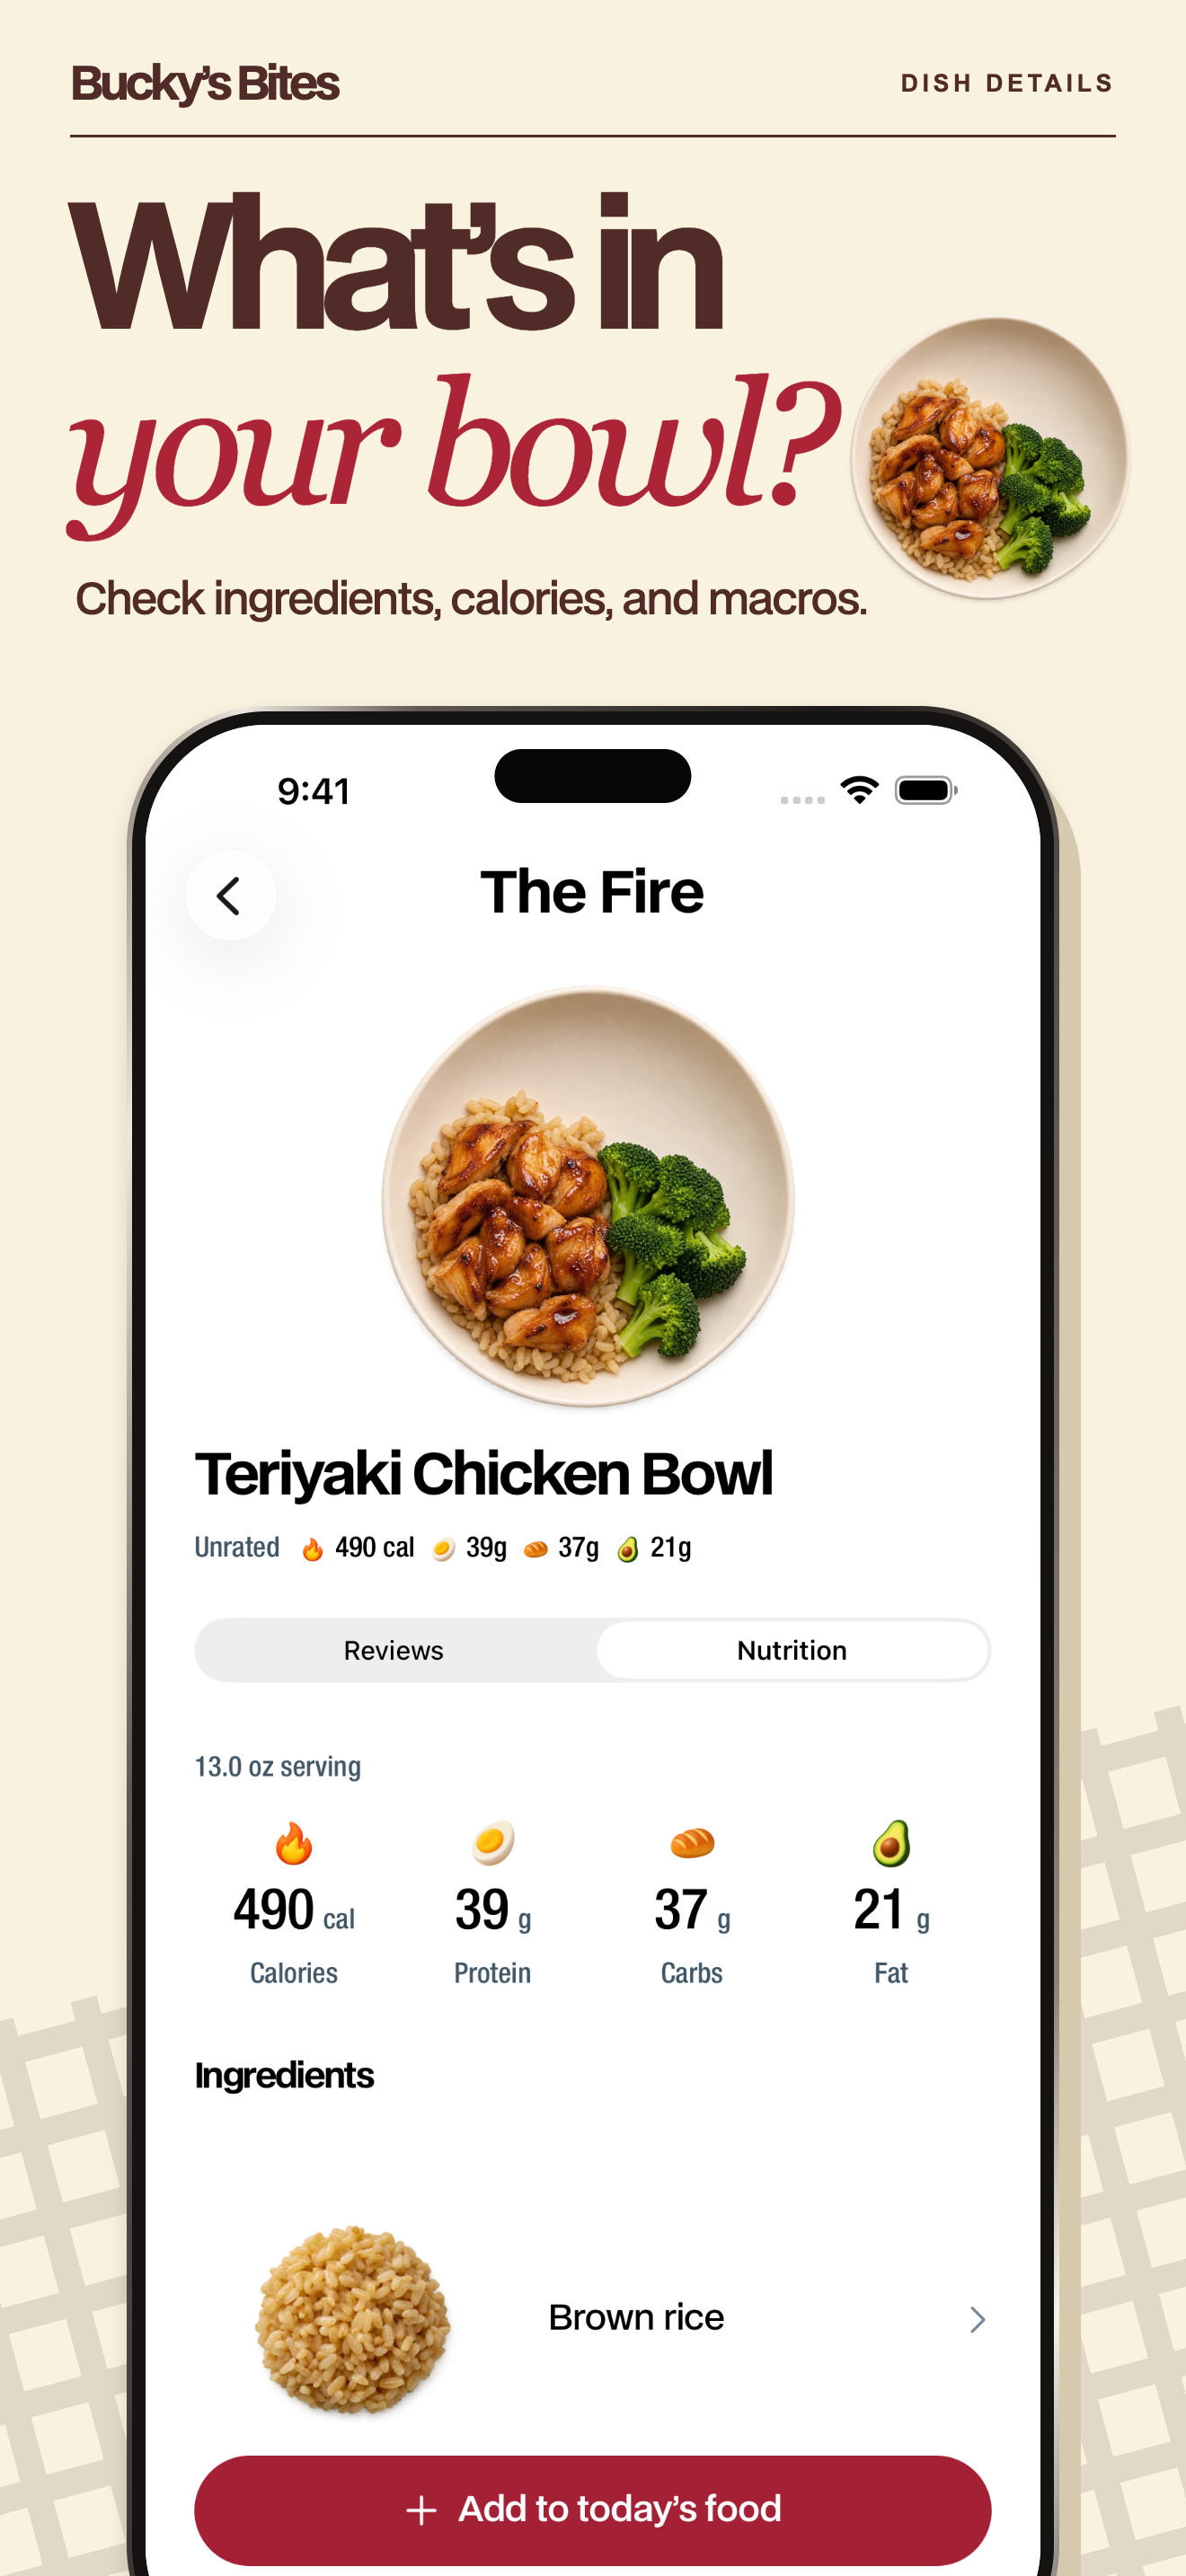 Bucky's Bites
DISH DETAILS
What's in
your bowl?
Check ingredients, calories, and macros.
9:41
The Fire
Teriyaki Chicken Bowl
Unrated 🔥 490 cal 🥚 39g 🥖 37g 🥑 21g
Reviews Nutrition
13.0 oz serving
490 cal 39 g 37 g 21 g
Calories Protein Carbs Fat
Ingredients
Brown rice
+ Add to today's food